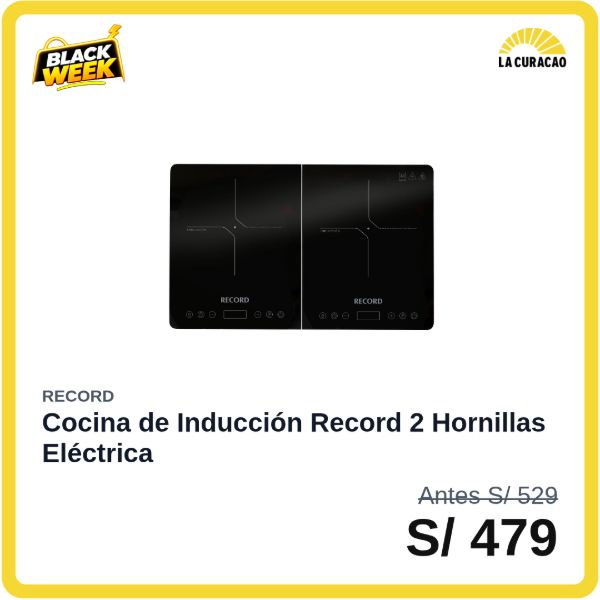 BLACK
WEEK
LA CURACAO
RECORD
RECORD
RECORD
Cocina de Inducción Record 2 Hornillas
Eléctrica
Antes S/ 529
S/ 479